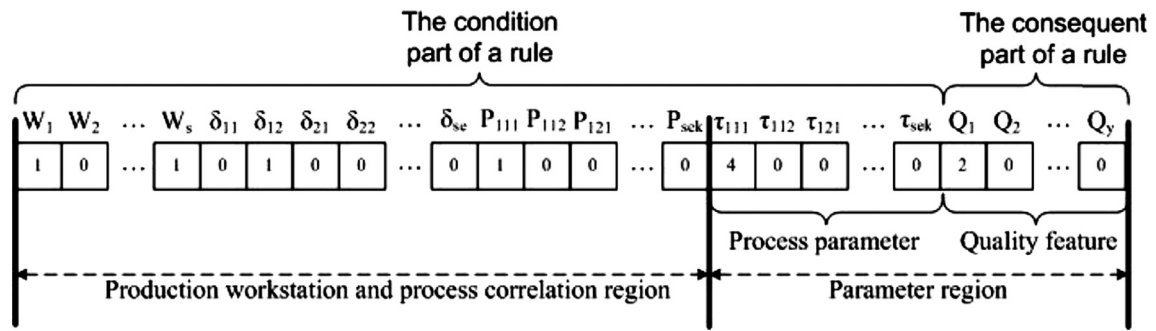 The condition
part of a rule
The consequent
part of a rule
W₁ W₂ ... Wₛ δ₁₁ δ₁₂ δ₂₁ δ₂₂ ... δₛₑ P₁₁₁ P₁₁₂ P₁₂₁ ... Pₛₑₖ τ₁₁₁ τ₁₁₂ τ₁₂₁ ... τₛₑₖ Q₁ Q₂ ... Qy
1 0 ... 1 0 1 0 0 ... 0 1 0 0 ... 0 4 0 0 ... 0 2 0 ... 0
Process parameter Quality feature
Production workstation and process correlation region Parameter region